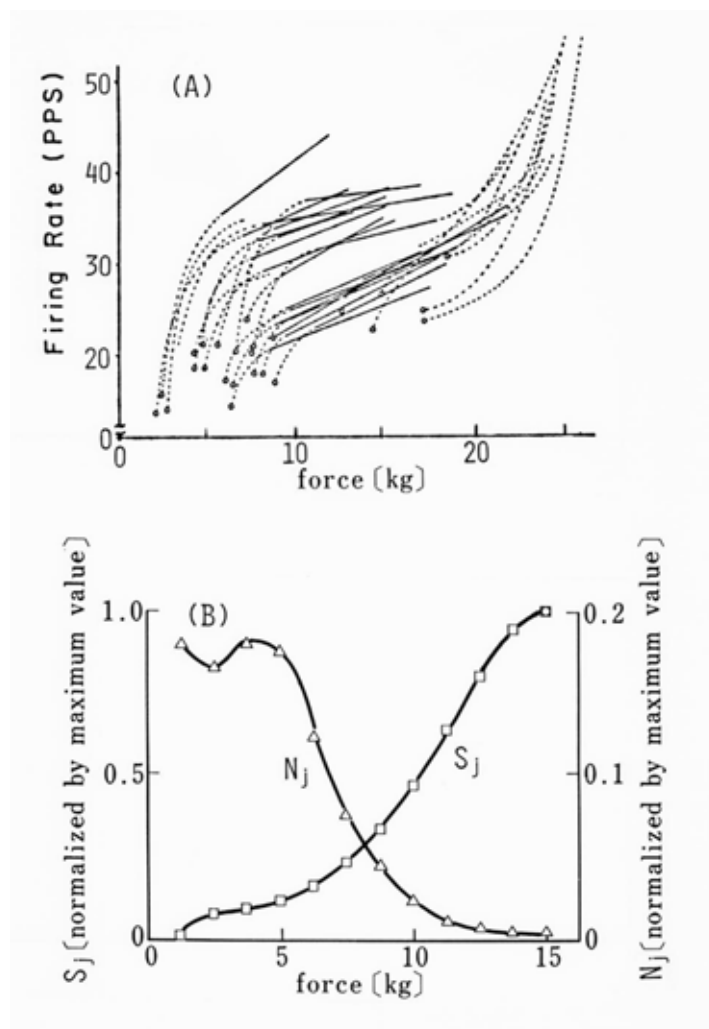 (A)
Firing Rate (PPS)
50
40
30
20
0
0
10
20
force [kg]
(B)
Sj (normalized by maximum value)
1.0
0.5
0
Nj
Sj
0.2
0.1
0
Nj (normalized by maximum value)
0
5
10
15
force [kg]